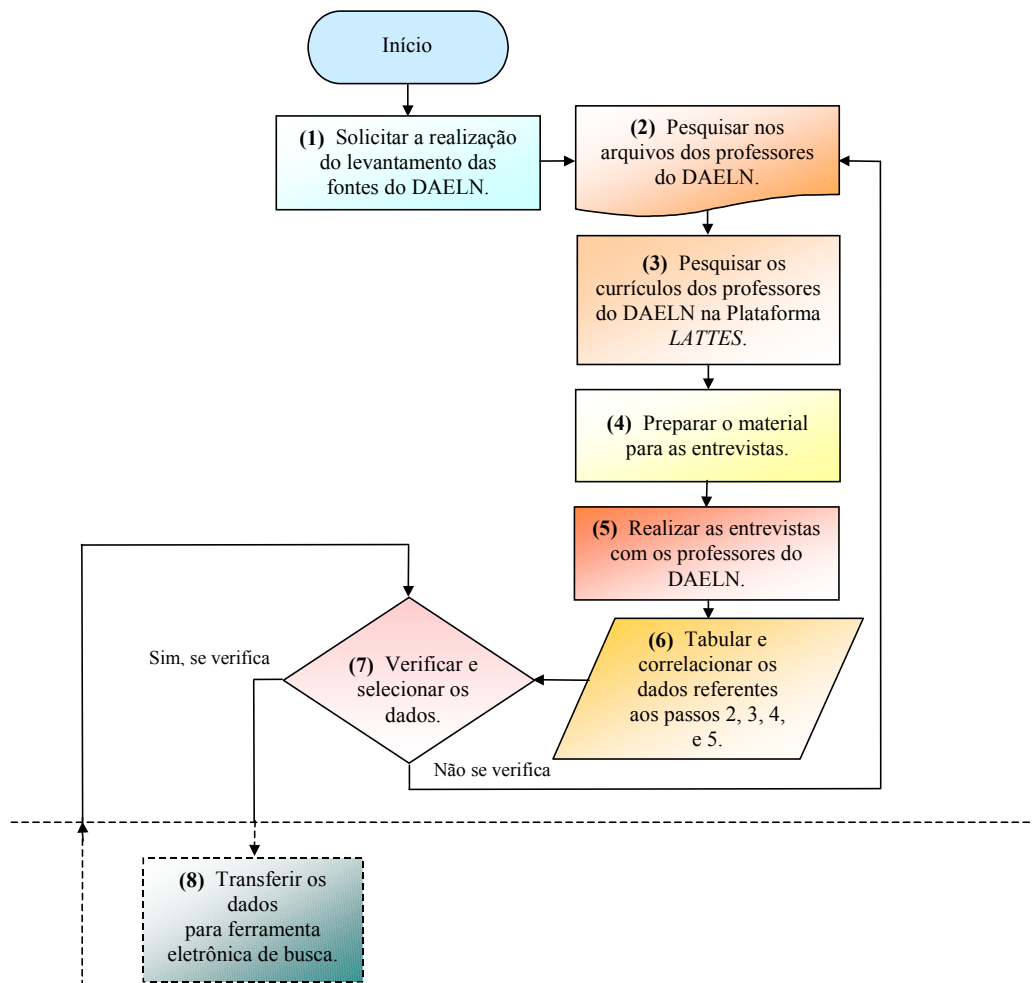 Início
(1) Solicitar a realização
do levantamento das
fontes do DAELN.
(2) Pesquisar nos
arquivos dos professores
do DAELN.
(3) Pesquisar os
currículos dos professores
do DAELN na Plataforma
LATTES.
(4) Preparar o material
para as entrevistas.
(5) Realizar as entrevistas
com os professores do
DAELN.
(6) Tabular e
correlacionar os
dados referentes
aos passos 2, 3, 4,
e 5.
(7) Verificar e
selecionar os
dados.
Sim, se verifica
Não se verifica
(8) Transferir os
dados
para ferramenta
eletrônica de busca.